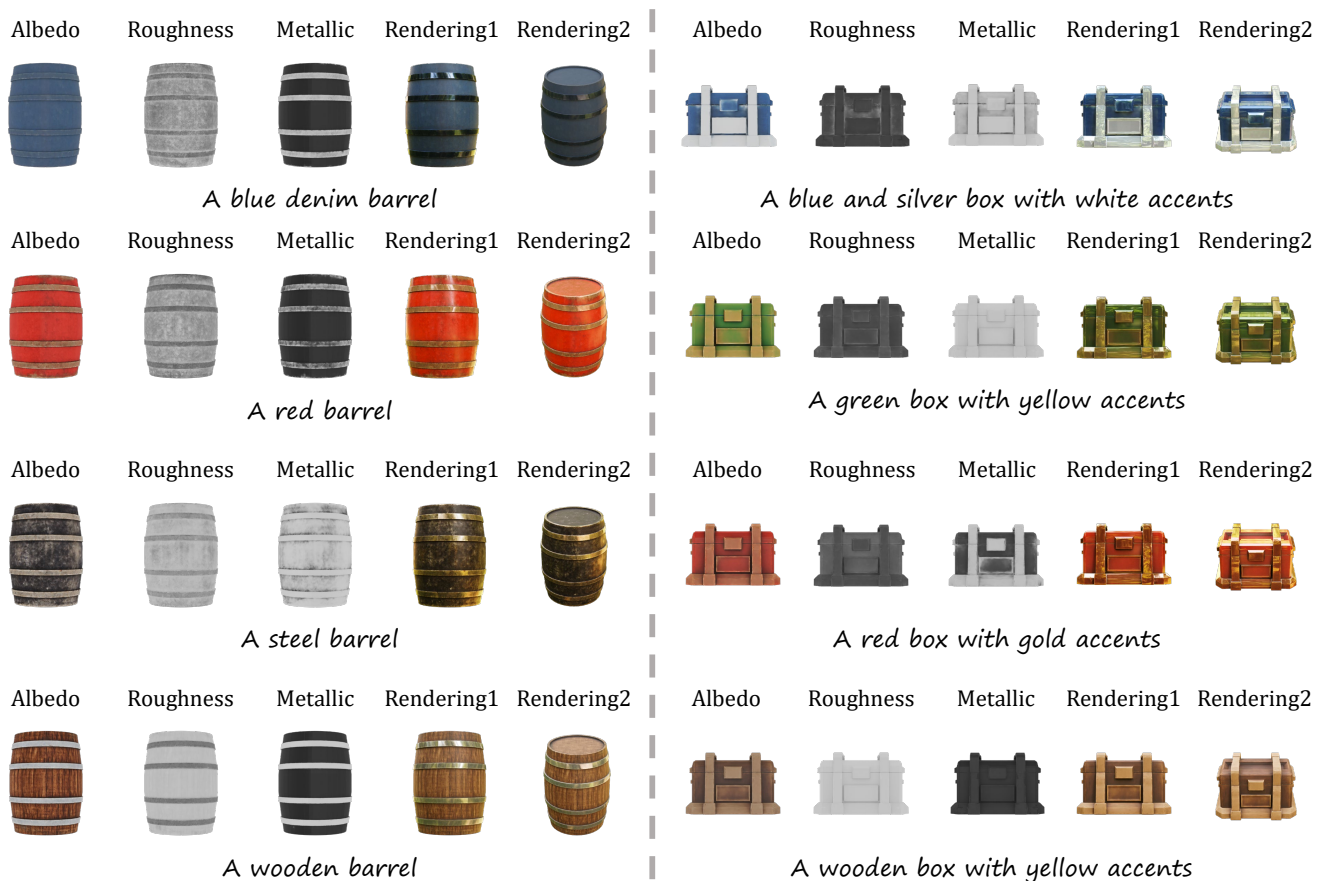 Albedo Roughness Metallic Rendering1 Rendering2
A blue denim barrel
Albedo Roughness Metallic Rendering1 Rendering2
A red barrel
Albedo Roughness Metallic Rendering1 Rendering2
A steel barrel
Albedo Roughness Metallic Rendering1 Rendering2
A wooden barrel
Albedo Roughness Metallic Rendering1 Rendering2
A blue and silver box with white accents
Albedo Roughness Metallic Rendering1 Rendering2
A green box with yellow accents
Albedo Roughness Metallic Rendering1 Rendering2
A red box with gold accents
Albedo Roughness Metallic Rendering1 Rendering2
A wooden box with yellow accents